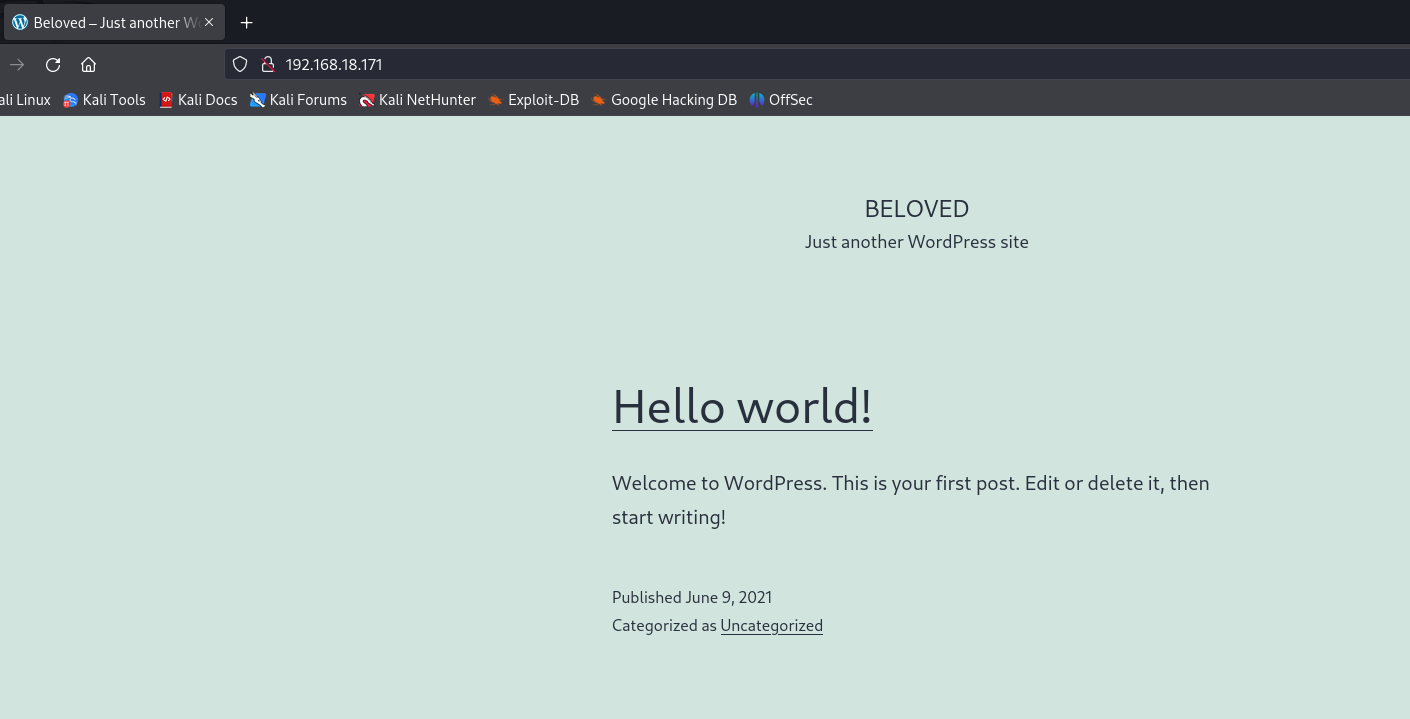 Beloved – Just another W
192.168.18.171
ali Linux Kali Tools Kali Docs Kali Forums Kali NetHunter Exploit-DB Google Hacking DB OffSec
BELOVED
Just another WordPress site
Hello world!
Welcome to WordPress. This is your first post. Edit or delete it, then
start writing!
Published June 9, 2021
Categorized as Uncategorized